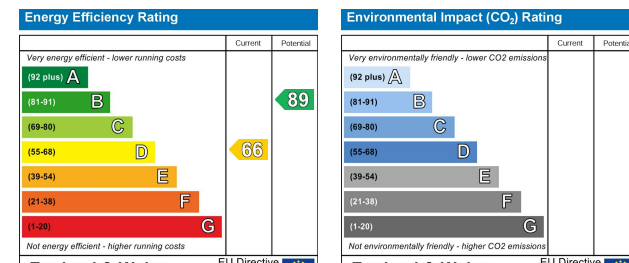 Energy Efficiency Rating
Current Potential
Very energy efficient - lower running costs
(92 plus) A
(81-91) B
89
(69-80) C
(55-68) D
66
(39-54) E
(21-38) F
(1-20) G
Not energy efficient - higher running costs
EU Directive
Environmental Impact (CO₂) Rating
Current Potential
Very environmentally friendly - lower CO2 emissions
(92 plus) A
(81-91) B
(69-80) C
(55-68) D
(39-54) E
(21-38) F
(1-20) G
Not environmentally friendly - higher CO2 emissions
EU Directive